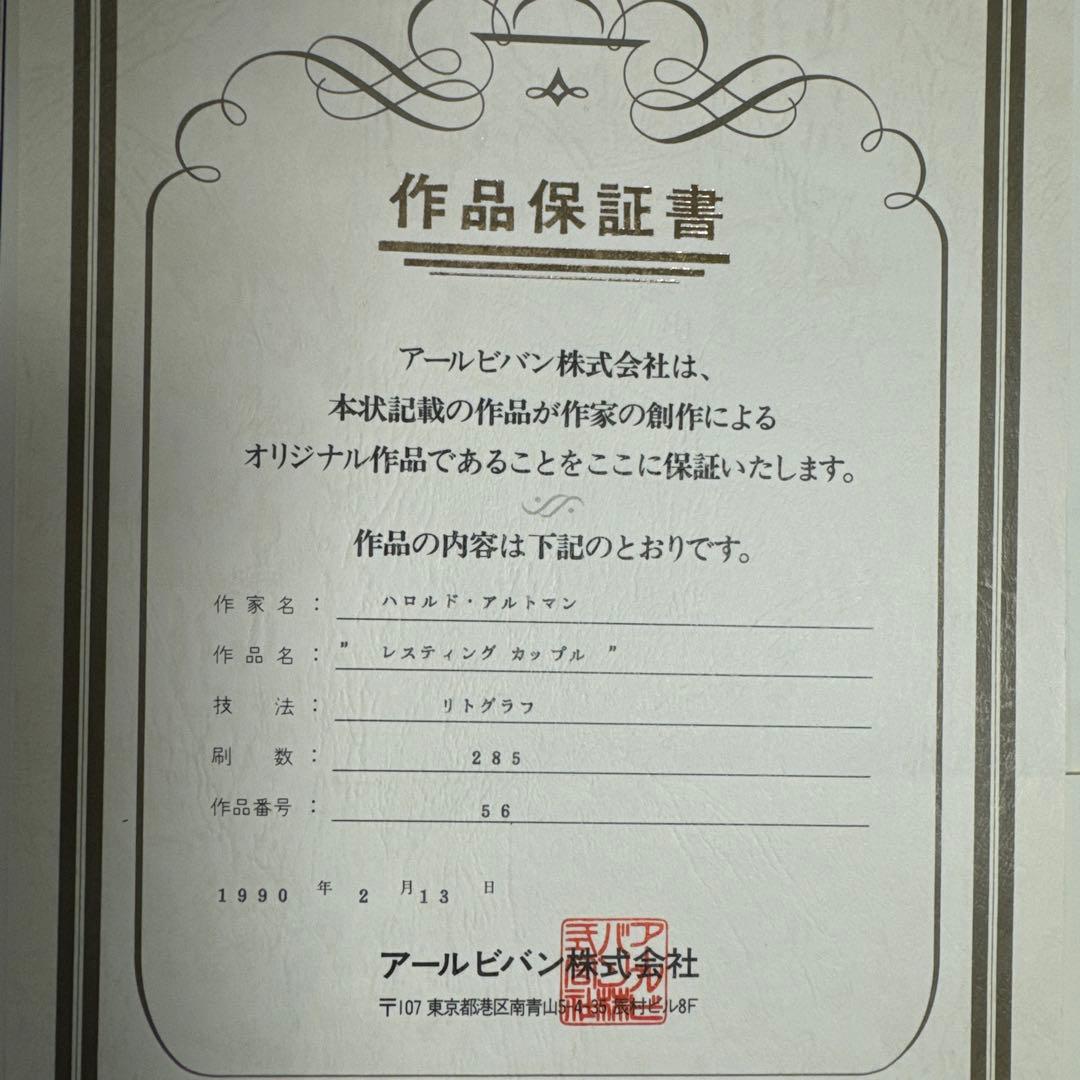 作品保証書
アールビバン株式会社は、
本状記載の作品が作家の創作による
オリジナル作品であることをここに保証いたします。
作品の内容は下記のとおりです。
作家名： ハロルド・アルトマン
作品名： " レスティング カップル "
技 法： リトグラフ
刷 数： 285
作品番号： 56
1990 年 2 月 13 日
アールビバン株式会社
〒107 東京都港区南青山5-4-35 辰村ビル8F